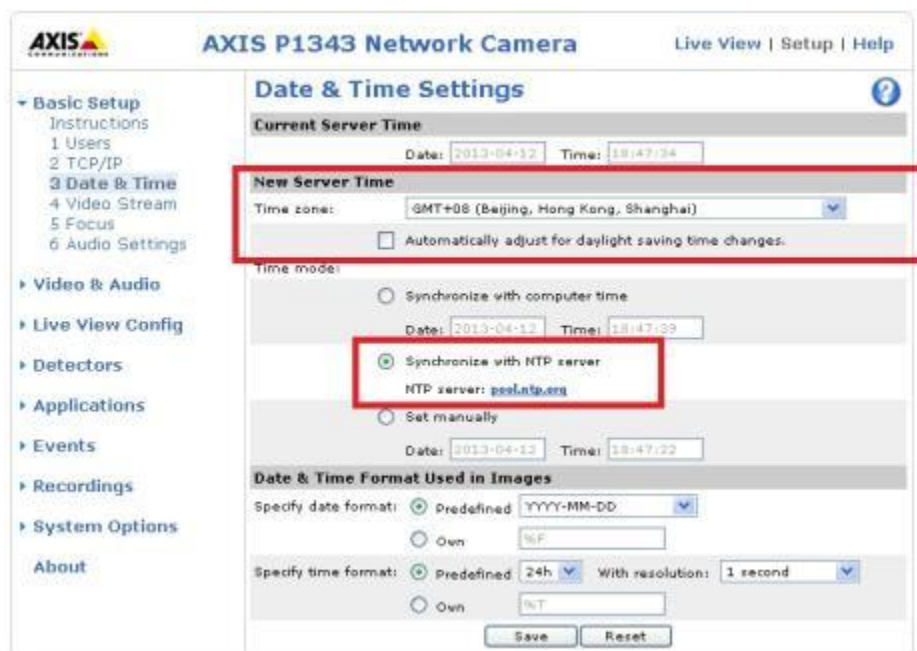 AXIS
COMMUNICATIONS
AXIS P1343 Network Camera
Live View | Setup | Help
Basic Setup
Instructions
1 Users
2 TCP/IP
3 Date & Time
4 Video Stream
5 Focus
6 Audio Settings
Video & Audio
Live View Config
Detectors
Applications
Events
Recordings
System Options
About
Date & Time Settings
?
Current Server Time
Date: 2013-04-12 Time: 18:47:34
New Server Time
Time zone: GMT+08 (Beijing, Hong Kong, Shanghai)
Automatically adjust for daylight saving time changes.
Time mode:
Synchronize with computer time
Date: 2013-04-12 Time: 18:47:39
Synchronize with NTP server
NTP server: pool.ntp.org
Set manually
Date: 2013-04-12 Time: 18:47:22
Date & Time Format Used in Images
Specify date format: Predefined YYYY-MM-DD
Own %F
Specify time format: Predefined 24h With resolution: 1 second
Own %T
Save Reset